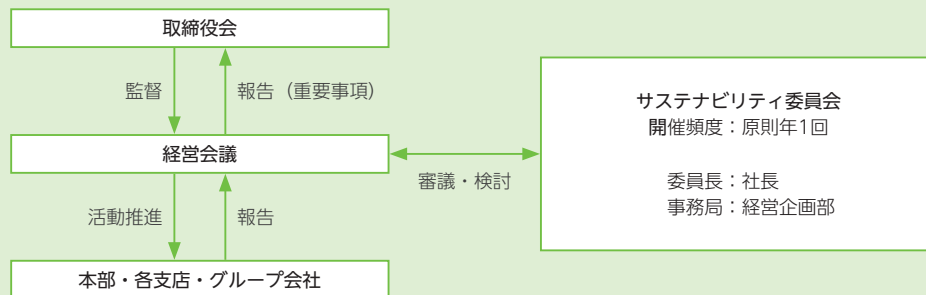 取締役会
監督
報告（重要事項）
経営会議
審議・検討
活動推進
報告
本部・各支店・グループ会社
サステナビリティ委員会
開催頻度：原則年1回
委員長：社長
事務局：経営企画部